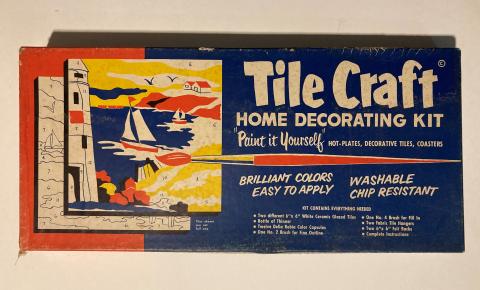 Tile Craft ©
HOME DECORATING KIT
"Paint it Yourself" HOT-PLATES, DECORATIVE TILES, COASTERS
BRILLIANT COLORS
EASY TO APPLY
WASHABLE
CHIP RESISTANT
KIT CONTAINS EVERYTHING NEEDED
• Two different 6"x 6" White Ceramic Glazed Tiles
• Bottle of Thinner
• Twelve Color Capsules
• One No. 2 Brush for Fine Outline
• One No. 4 Brush for Fill In
• Two Fabric Tile Hangers
• Two 6"x 6" Felt Backs
• Complete Instructions